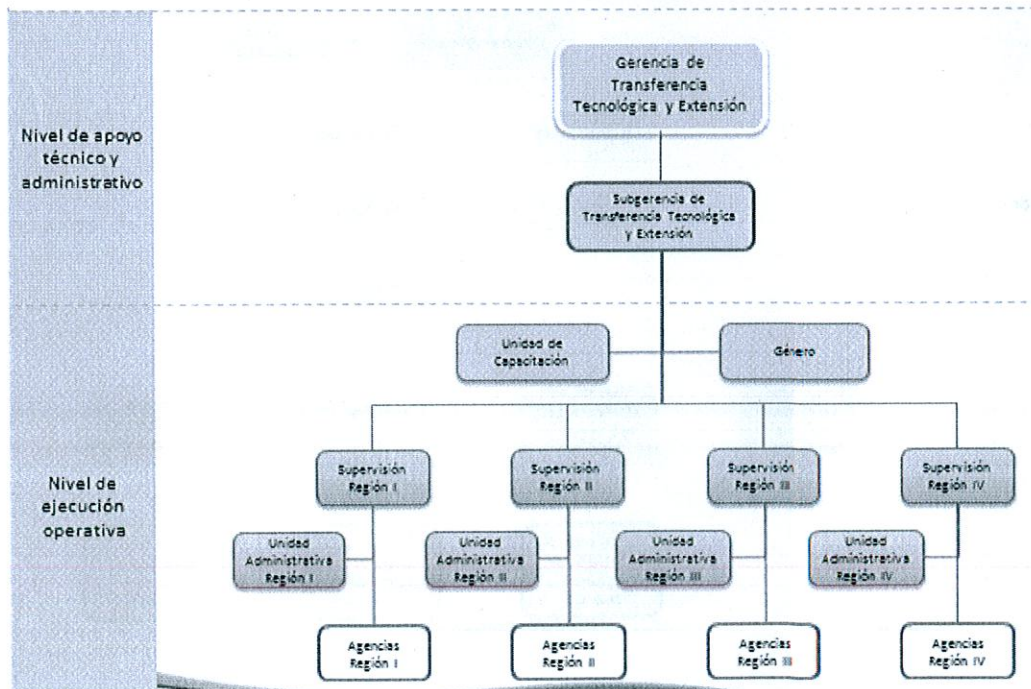 Nivel de apoyo
técnico y
administrativo
Gerencia de
Transferencia
Tecnológica y Extensión
Subgerencia de
Transferencia Tecnológica
y Extensión
Nivel de
ejecución
operativa
Unidad de
Capacitación
Género
Supervisión
Región I
Supervisión
Región II
Supervisión
Región III
Supervisión
Región IV
Unidad
Administrativa
Región I
Unidad
Administrativa
Región II
Unidad
Administrativa
Región III
Unidad
Administrativa
Región IV
Agencias
Región I
Agencias
Región II
Agencias
Región III
Agencias
Región IV